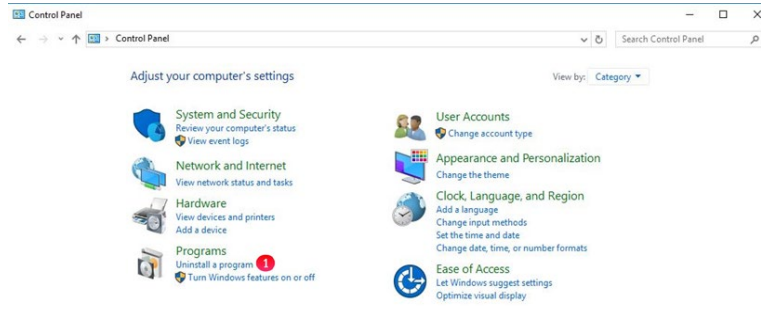 Control Panel
Control Panel
Search Control Panel
Adjust your computer's settings
View by: Category
System and Security
Review your computer's status
View event logs
Network and Internet
View network status and tasks
Hardware
View devices and printers
Add a device
Programs
Uninstall a program 1
Turn Windows features on or off
User Accounts
Change account type
Appearance and Personalization
Change the theme
Clock, Language, and Region
Add a language
Change input methods
Set the time and date
Change date, time, or number formats
Ease of Access
Let Windows suggest settings
Optimize visual display